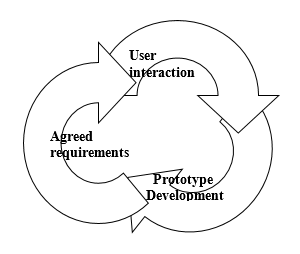 User
interaction
Agreed
requirements
Prototype
Development